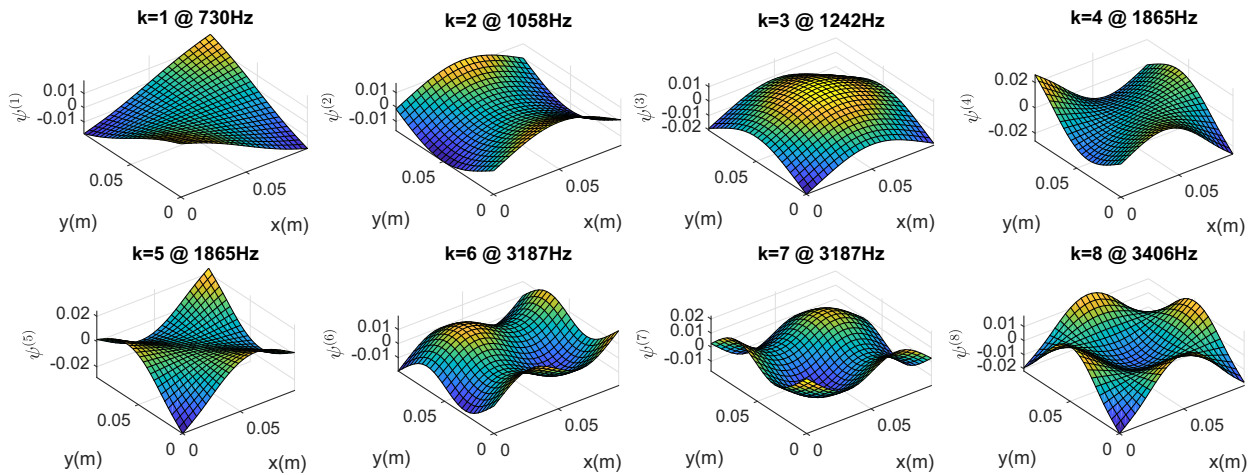 k=1 @ 730Hz
k=2 @ 1058Hz
k=3 @ 1242Hz
k=4 @ 1865Hz
ψ^(1)
0.01
0
-0.01
0.05
0
y(m)
0
0.05
x(m)
ψ^(2)
0.01
0
-0.01
0.05
0
y(m)
0
0.05
x(m)
ψ^(3)
0.01
0
-0.01
-0.02
0.05
0
y(m)
0
0.05
x(m)
ψ^(4)
0.02
0
-0.02
0.05
0
y(m)
0
0.05
x(m)
k=5 @ 1865Hz
k=6 @ 3187Hz
k=7 @ 3187Hz
k=8 @ 3406Hz
ψ^(5)
0.02
0
-0.02
0.05
0
y(m)
0
0.05
x(m)
ψ^(6)
0.01
0
-0.01
0.05
0
y(m)
0
0.05
x(m)
ψ^(7)
0.02
0.01
0
-0.01
0.05
0
y(m)
0
0.05
x(m)
ψ^(8)
0.01
0
-0.01
-0.02
0.05
0
y(m)
0
0.05
x(m)